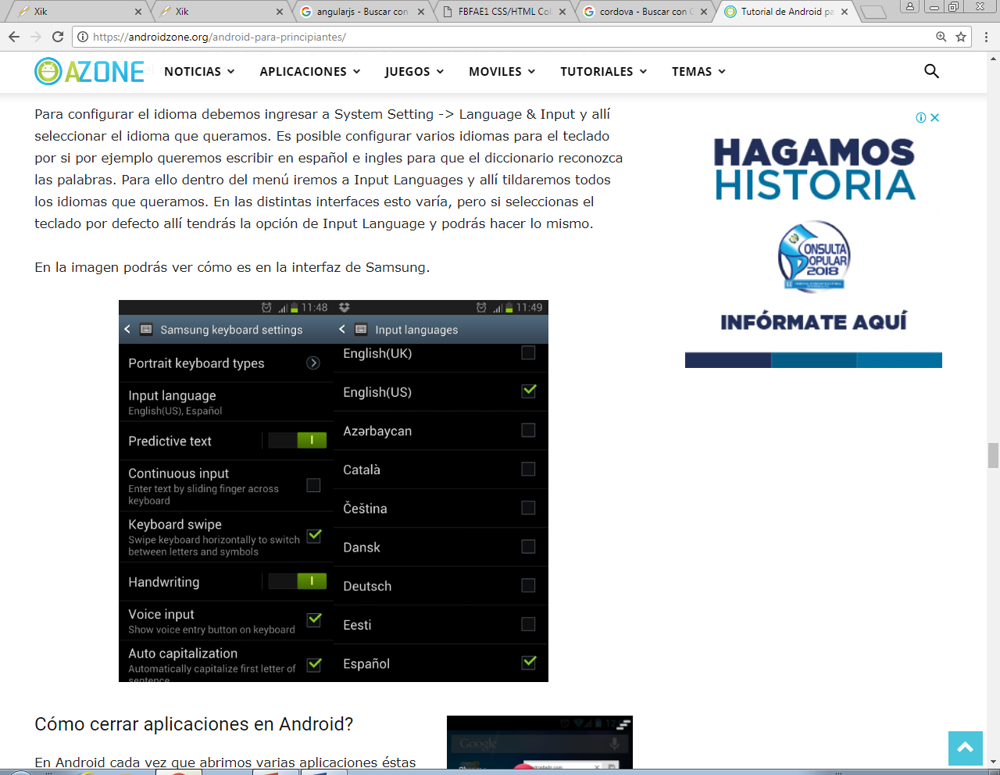 Xik
Xik
angularjs - Buscar con
FBFAE1 CSS/HTML Col
cordova - Buscar con G
Tutorial de Android pa
https://androidzone.org/android-para-principiantes/
AZONE
NOTICIAS
APLICACIONES
JUEGOS
MOVILES
TUTORIALES
TEMAS
Para configurar el idioma debemos ingresar a System Setting -> Language & Input y allí
seleccionar el idioma que queramos. Es posible configurar varios idiomas para el teclado
por si por ejemplo queremos escribir en español e ingles para que el diccionario reconozca
las palabras. Para ello dentro del menú iremos a Input Languages y allí tildaremos todos
los idiomas que queramos. En las distintas interfaces esto varía, pero si seleccionas el
teclado por defecto allí tendrás la opción de Input Language y podrás hacer lo mismo.
En la imagen podrás ver cómo es en la interfaz de Samsung.
11:48
Samsung keyboard settings
Portrait keyboard types
Input language
English(US), Español
Predictive text
Continuous input
Enter text by sliding finger across
keyboard
Keyboard swipe
Swipe keyboard horizontally to switch
between letters and symbols
Handwriting
Voice input
Show voice entry button on keyboard
Auto capitalization
Automatically capitalize first letter of
sentence
11:49
Input languages
English(UK)
English(US)
Azərbaycan
Català
Čeština
Dansk
Deutsch
Eesti
Español
HAGAMOS
HISTORIA
CONSULTA
POPULAR
2018
INFÓRMATE AQUÍ
Cómo cerrar aplicaciones en Android?
En Android cada vez que abrimos varias aplicaciones éstas
Google